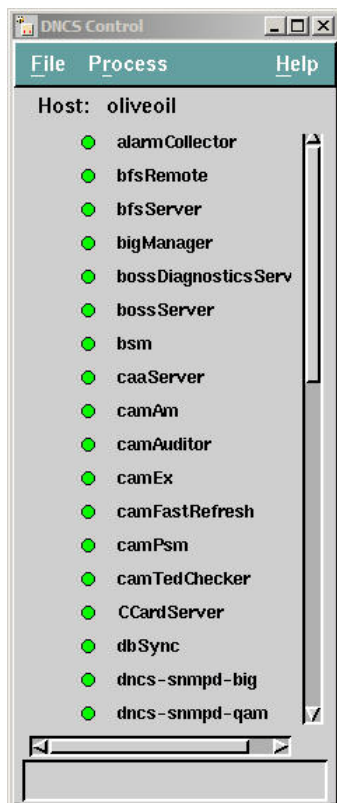 DNCS Control
File Process Help
Host: oliveoil
alarmCollector
bfsRemote
bfsServer
bigManager
bossDiagnosticsServ
bossServer
bsm
caaServer
camAm
camAuditor
camEx
camFastRefresh
camPsm
camTedChecker
CCardServer
dbSync
dncs-snmpd-big
dncs-snmpd-qam